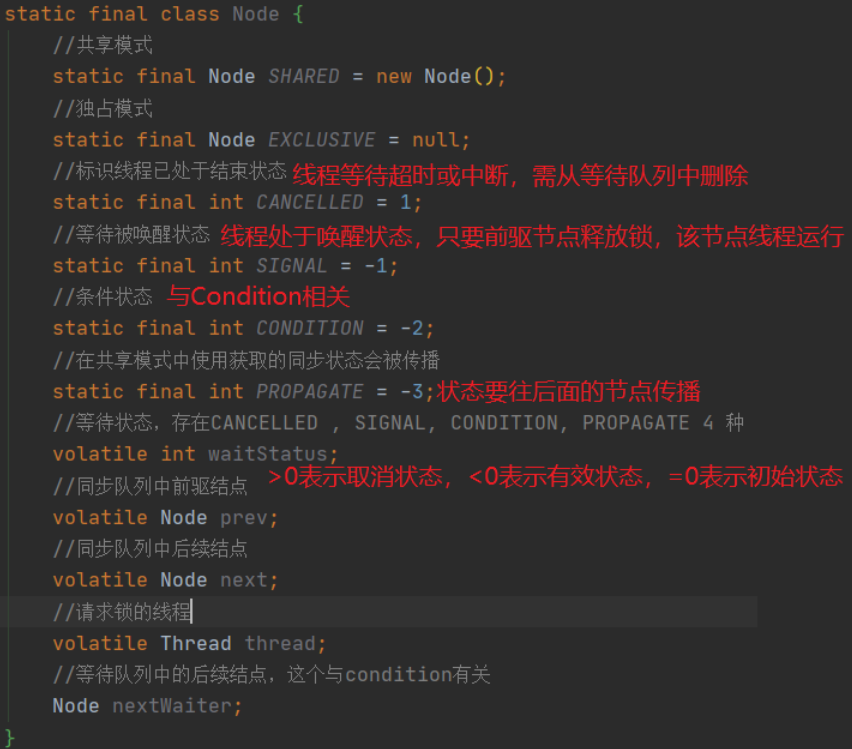 static final class Node {
//共享模式
static final Node SHARED = new Node();
//独占模式
static final Node EXCLUSIVE = null;
//标识线程已处于结束状态 线程等待超时或中断，需从等待队列中删除
static final int CANCELLED = 1;
//等待被唤醒状态 线程处于唤醒状态，只要前驱节点释放锁，该节点线程运行
static final int SIGNAL = -1;
//条件状态 与Condition相关
static final int CONDITION = -2;
//在共享模式中使用获取的同步状态会被传播
static final int PROPAGATE = -3;状态要往后面的节点传播
//等待状态，存在CANCELLED , SIGNAL, CONDITION, PROPAGATE 4 种
volatile int waitStatus;
//同步队列中前驱结点 >0表示取消状态，<0表示有效状态，=0表示初始状态
volatile Node prev;
//同步队列中后续结点
volatile Node next;
//请求锁的线程
volatile Thread thread;
//等待队列中的后续结点，这个与condition有关
Node nextWaiter;
}